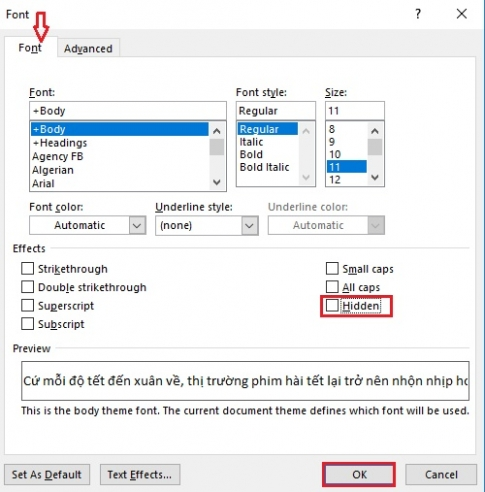 Font
Font Advanced
Font: Font style: Size:
+Body Regular 11
+Body Regular 8
+Headings Italic 9
Agency FB Bold 10
Algerian Bold Italic 11
Arial 12
Font color: Underline style: Underline color:
Automatic (none) Automatic
Effects
Strikethrough Small caps
Double strikethrough All caps
Superscript Hidden
Subscript
Preview
Cứ mỗi độ tết đến xuân về, thị trường phim hài tết lại trở nên nhộn nhịp hơ
This is the body theme font. The current document theme defines which font will be used.
Set As Default Text Effects... OK Cancel